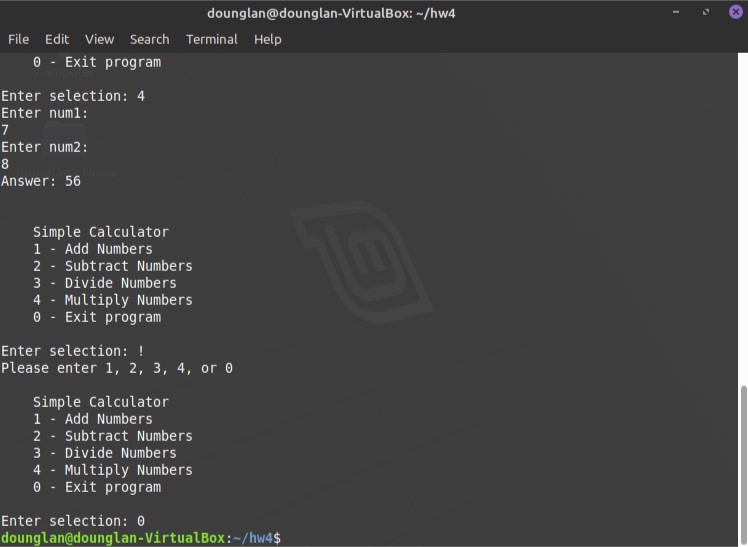 dounglan@dounglan-VirtualBox: ~/hw4
File Edit View Search Terminal Help
0 - Exit program
Enter selection: 4
Enter num1:
7
Enter num2:
8
Answer: 56
Simple Calculator
1 - Add Numbers
2 - Subtract Numbers
3 - Divide Numbers
4 - Multiply Numbers
0 - Exit program
Enter selection: !
Please enter 1, 2, 3, 4, or 0
Simple Calculator
1 - Add Numbers
2 - Subtract Numbers
3 - Divide Numbers
4 - Multiply Numbers
0 - Exit program
Enter selection: 0
dounglan@dounglan-VirtualBox:~/hw4$